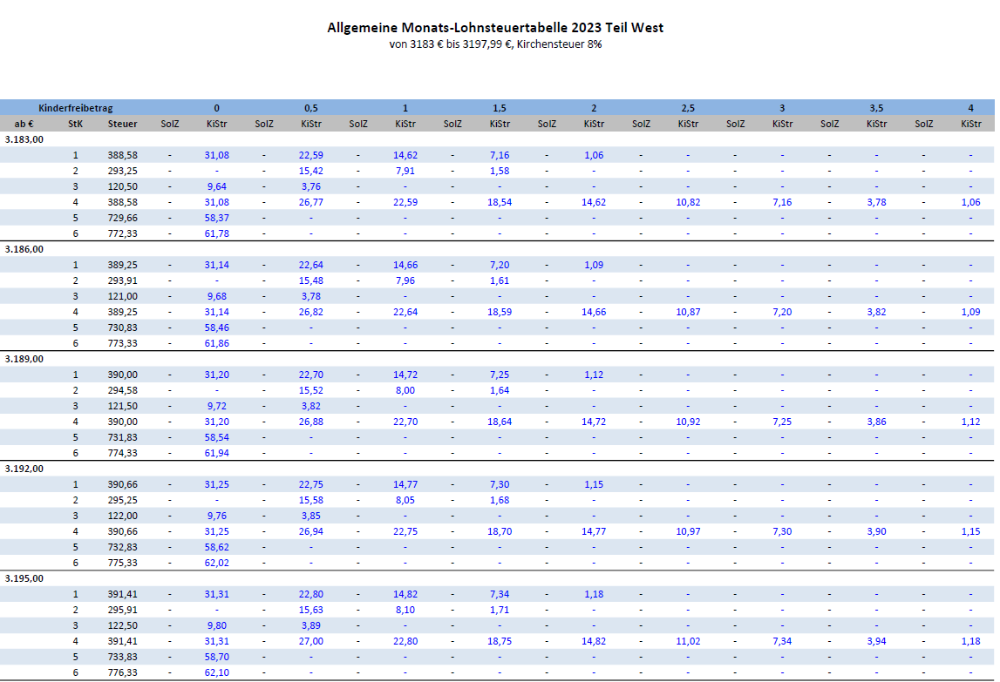 Allgemeine Monats-Lohnsteuertabelle 2023 Teil West
von 3183 € bis 3197,99 €, Kirchensteuer 8%
Kinderfreibetrag 0 0,5 1 1,5 2 2,5 3 3,5 4
ab € StK Steuer SolZ KiStr SolZ KiStr SolZ KiStr SolZ KiStr SolZ KiStr SolZ KiStr SolZ KiStr SolZ KiStr SolZ KiStr
3.183,00
1 388,58 - 31,08 - 22,59 - 14,62 - 7,16 - 1,06 - - - - - - - -
2 293,25 - - - 15,42 - 7,91 - 1,58 - - - - - - - - - -
3 120,50 - 9,64 - 3,76 - - - - - - - - - - - - - -
4 388,58 - 31,08 - 26,77 - 22,59 - 18,54 - 14,62 - 10,82 - 7,16 - 3,78 - 1,06
5 729,66 - 58,37 - - - - - - - - - - - - - - - -
6 772,33 - 61,78 - - - - - - - - - - - - - - - -
3.186,00
1 389,25 - 31,14 - 22,64 - 14,66 - 7,20 - 1,09 - - - - - - - -
2 293,91 - - - 15,48 - 7,96 - 1,61 - - - - - - - - - -
3 121,00 - 9,68 - 3,78 - - - - - - - - - - - - - -
4 389,25 - 31,14 - 26,82 - 22,64 - 18,59 - 14,66 - 10,87 - 7,20 - 3,82 - 1,09
5 730,83 - 58,46 - - - - - - - - - - - - - - - -
6 773,33 - 61,86 - - - - - - - - - - - - - - - -
3.189,00
1 390,00 - 31,20 - 22,70 - 14,72 - 7,25 - 1,12 - - - - - - - -
2 294,58 - - - 15,52 - 8,00 - 1,64 - - - - - - - - - -
3 121,50 - 9,72 - 3,82 - - - - - - - - - - - - - -
4 390,00 - 31,20 - 26,88 - 22,70 - 18,64 - 14,72 - 10,92 - 7,25 - 3,86 - 1,12
5 731,83 - 58,54 - - - - - - - - - - - - - - - -
6 774,33 - 61,94 - - - - - - - - - - - - - - - -
3.192,00
1 390,66 - 31,25 - 22,75 - 14,77 - 7,30 - 1,15 - - - - - - - -
2 295,25 - - - 15,58 - 8,05 - 1,68 - - - - - - - - - -
3 122,00 - 9,76 - 3,85 - - - - - - - - - - - - - -
4 390,66 - 31,25 - 26,94 - 22,75 - 18,70 - 14,77 - 10,97 - 7,30 - 3,90 - 1,15
5 732,83 - 58,62 - - - - - - - - - - - - - - - -
6 775,33 - 62,02 - - - - - - - - - - - - - - - -
3.195,00
1 391,41 - 31,31 - 22,80 - 14,82 - 7,34 - 1,18 - - - - - - - -
2 295,91 - - - 15,63 - 8,10 - 1,71 - - - - - - - - - -
3 122,50 - 9,80 - 3,89 - - - - - - - - - - - - - -
4 391,41 - 31,31 - 27,00 - 22,80 - 18,75 - 14,82 - 11,02 - 7,34 - 3,94 - 1,18
5 733,83 - 58,70 - - - - - - - - - - - - - - - -
6 776,33 - 62,10 - - - - - - - - - - - - - - - -